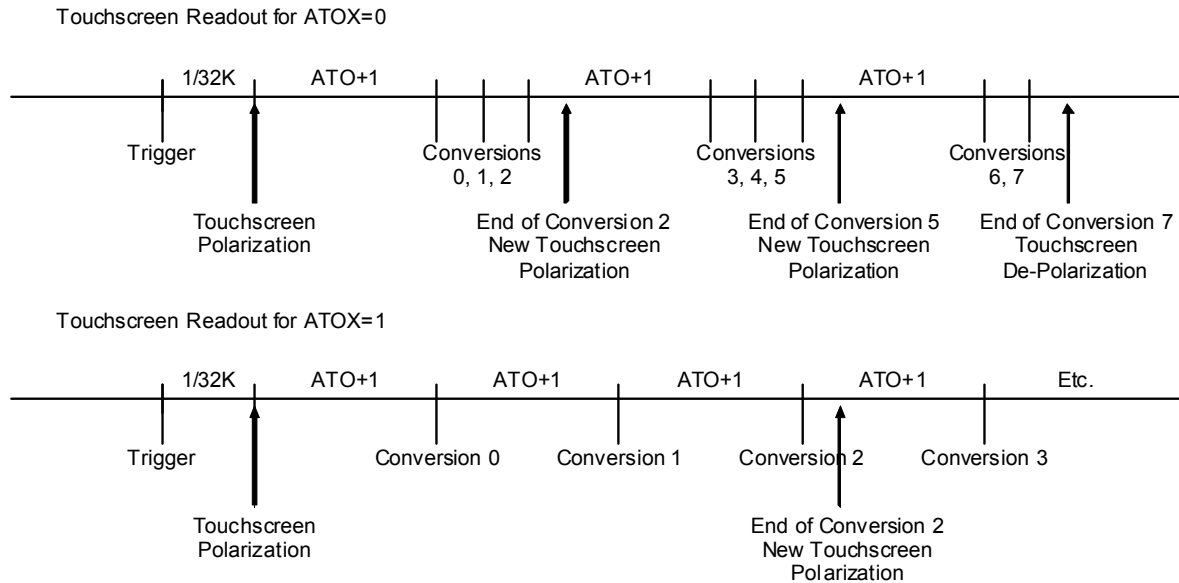 Touchscreen Readout for ATOX=0
1/32K ATO+1 ATO+1 ATO+1
Trigger
Conversions
0, 1, 2
Conversions
3, 4, 5
Conversions
6, 7
Touchscreen
Polarization
End of Conversion 2
New Touchscreen
Polarization
End of Conversion 5
New Touchscreen
Polarization
End of Conversion 7
Touchscreen
De-Polarization
Touchscreen Readout for ATOX=1
1/32K ATO+1 ATO+1 ATO+1 ATO+1 Etc.
Trigger Conversion 0 Conversion 1 Conversion 2 Conversion 3
Touchscreen
Polarization
End of Conversion 2
New Touchscreen
Polarization